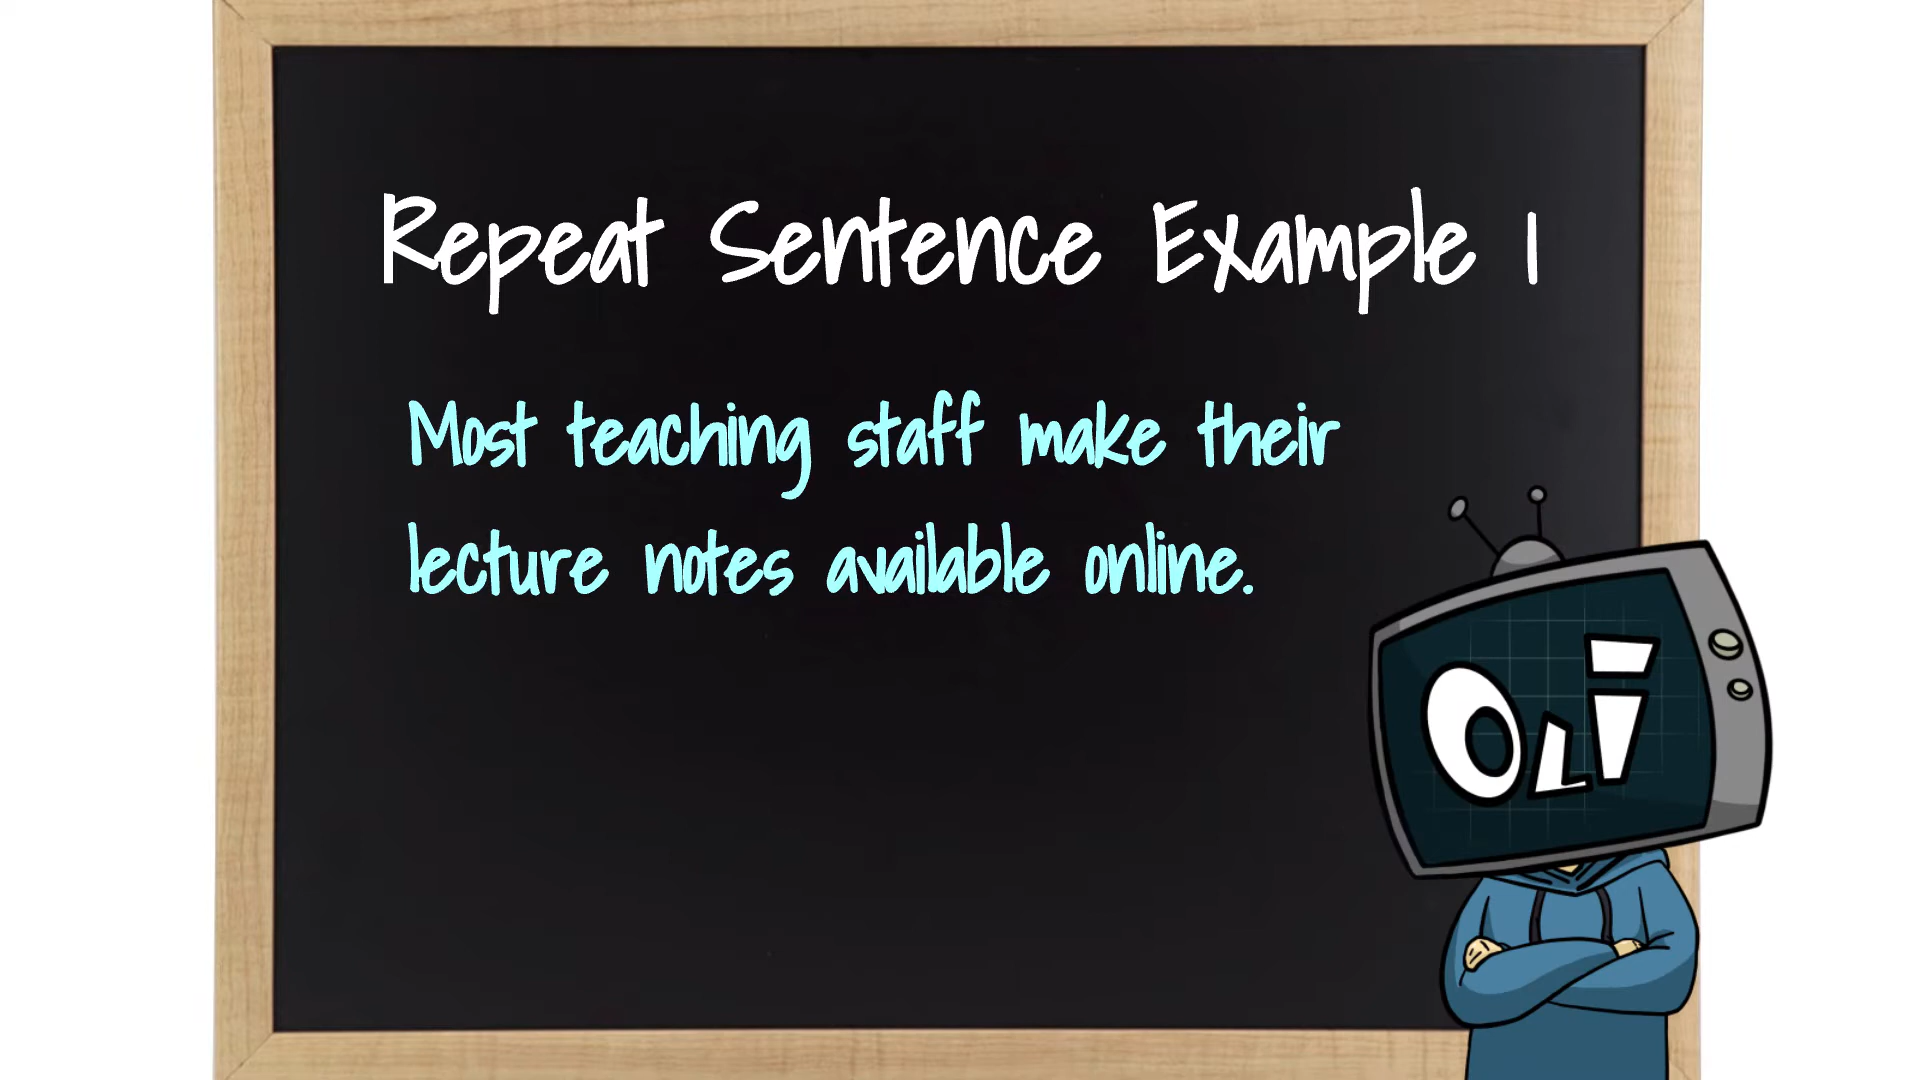 Repeat Sentence Example 1
Most teaching staff make their
lecture notes available online.
OLI